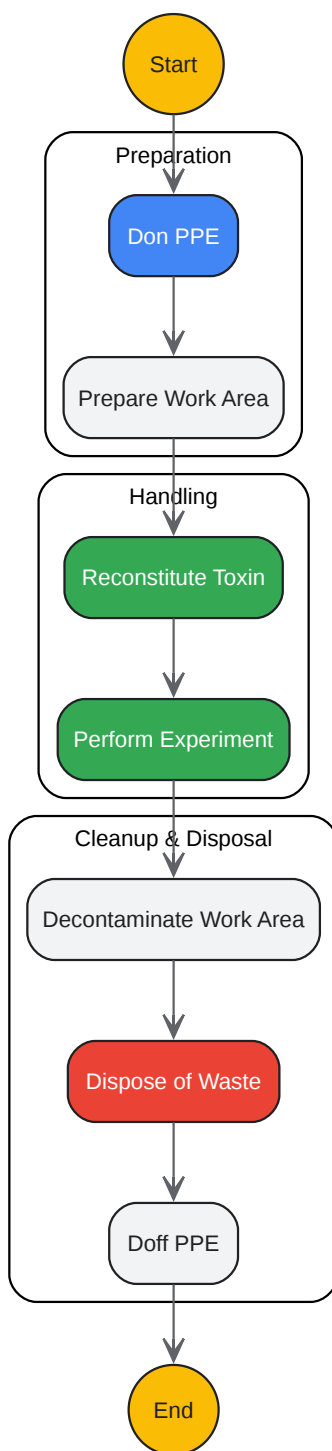 Start
Preparation
Don PPE
Prepare Work Area
Handling
Reconstitute Toxin
Perform Experiment
Cleanup & Disposal
Decontaminate Work Area
Dispose of Waste
Doff PPE
End